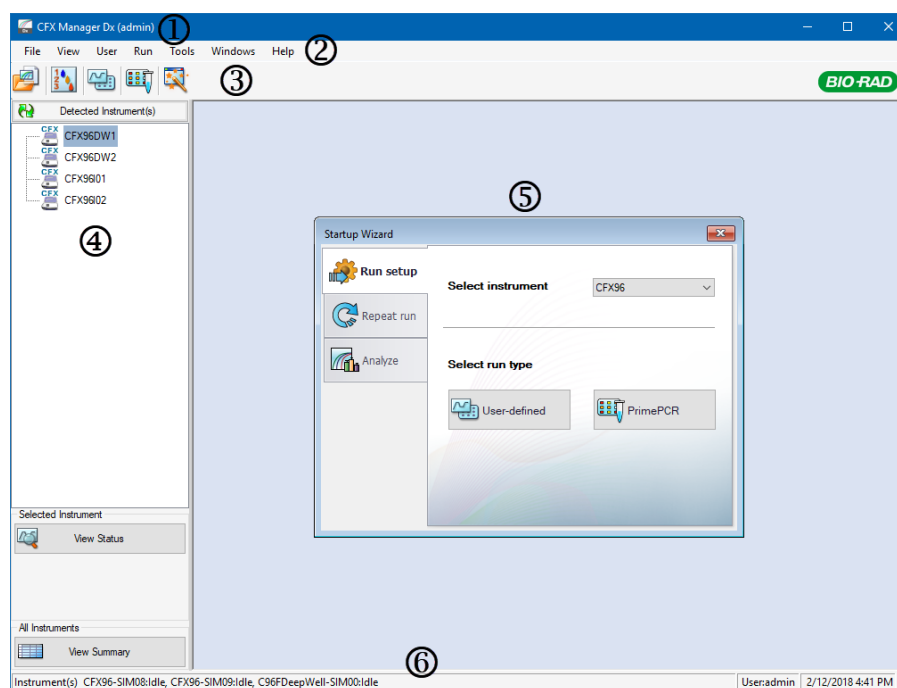 CFX Manager Dx (admin) ①
File View User Run Tools Windows Help ②
③
BIO-RAD
Detected Instrument(s)
CFX CFX96DW1
CFX CFX96DW2
CFX CFX96I01
CFX CFX96I02
④
⑤
Startup Wizard
Run setup
Repeat run
Analyze
Select instrument CFX96
Select run type
User-defined PrimePCR
Selected Instrument
View Status
All Instruments
View Summary
⑥
Instrument(s) CFX96-SIM08:Idle, CFX96-SIM09:Idle, C96FDeepWell-SIM00:Idle User:admin 2/12/2018 4:41 PM